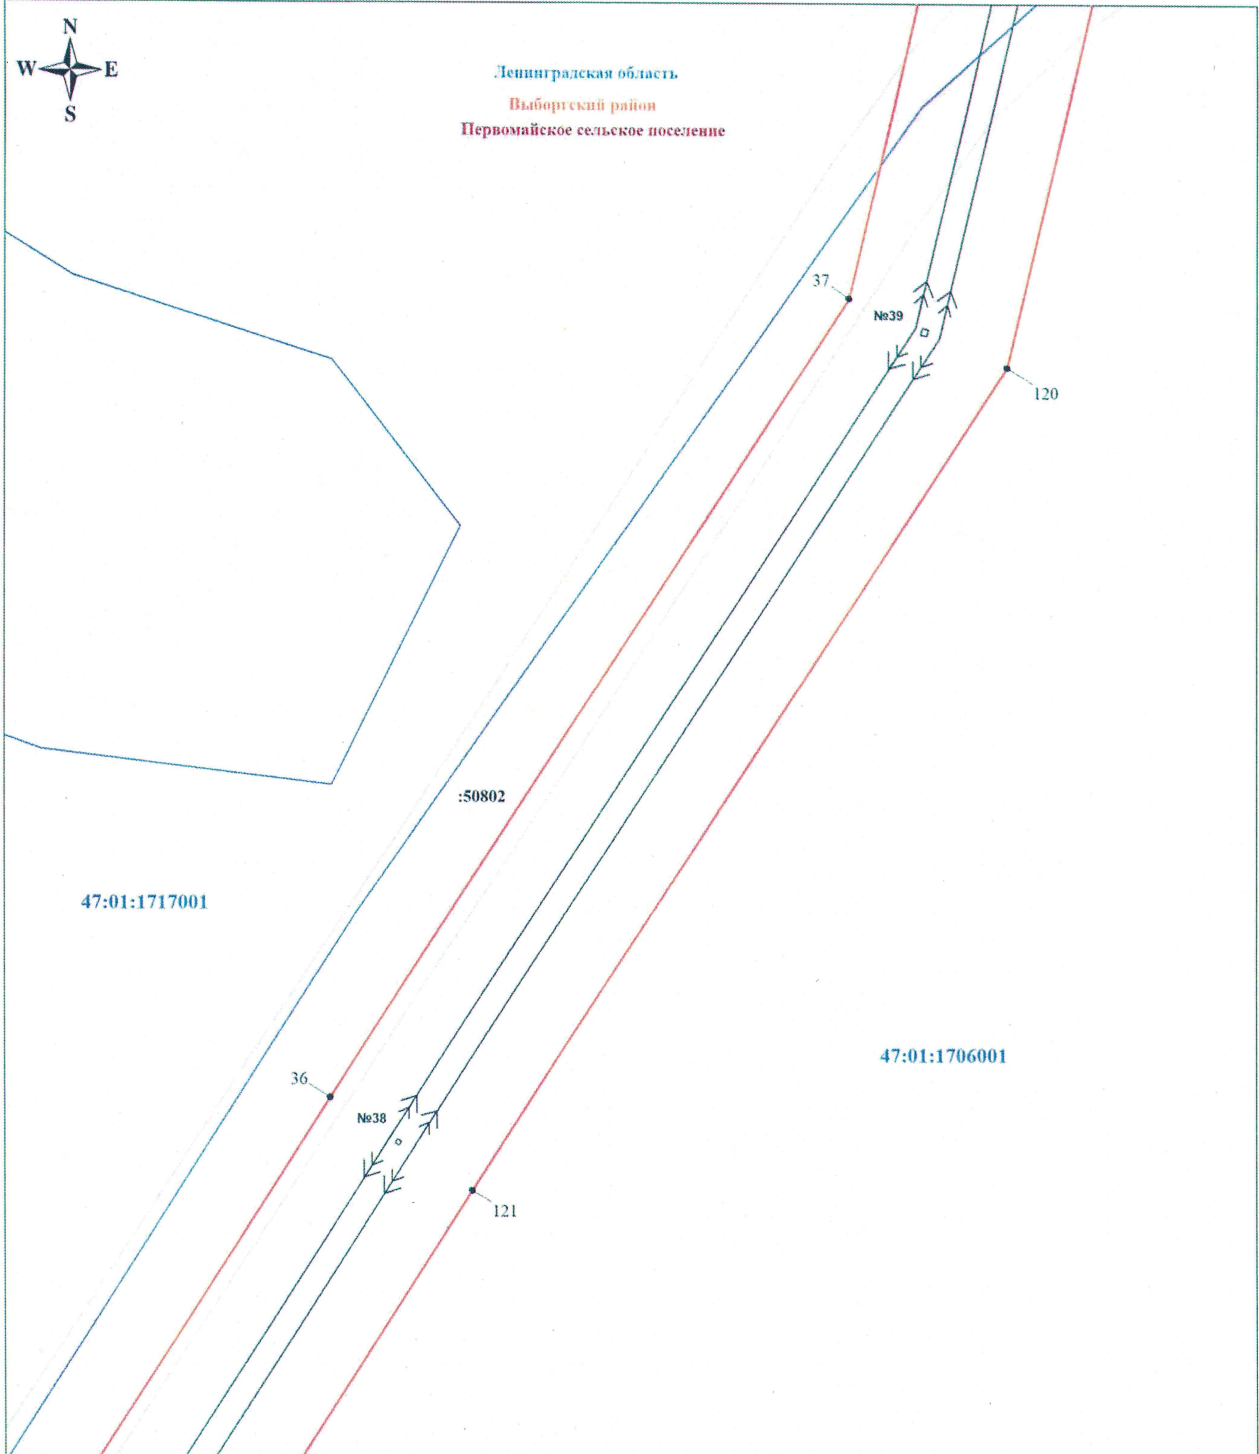 N
W E
S
Ленинградская область
Выборгский район
Первомайское сельское поселение
37
№39
120
:50802
47:01:1717001
47:01:1706001
36
№38
121